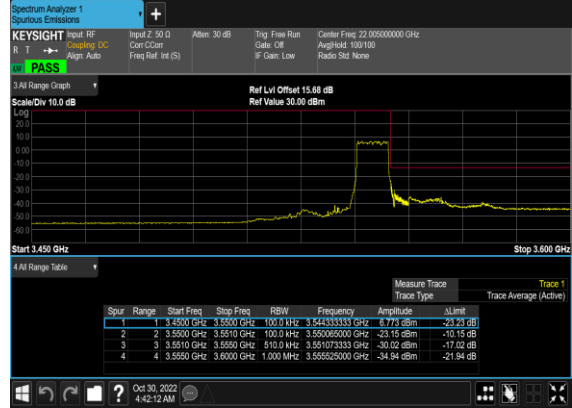 Spectrum Analyzer 1
Spurious Emissions
+
KEYSIGHT Input: RF Input Z: 50 Ω Atten: 30 dB Trig: Free Run Center Freq: 22.005000000 GHz
R T Coupling: DC Corr CCorr Gate: Off Avg|Hold: 100/100
Align: Auto Freq Ref: Int (S) IF Gain: Low Radio Std: None
PASS
3 All Range Graph
Ref Lvl Offset 15.68 dB
Scale/Div 10.0 dB Ref Value 30.00 dBm
Log
20.0
10.0
0.00
-10.0
-20.0
-30.0
-40.0
-50.0
-60.0
Start 3.450 GHz Stop 3.600 GHz
4 All Range Table
Measure Trace Trace 1
Trace Type Trace Average (Active)
Spur Range Start Freq Stop Freq RBW Frequency Amplitude ΔLimit
1 1 3.4500 GHz 3.5500 GHz 100.0 kHz 3.544333333 GHz 6.773 dBm -23.23 dB
2 2 3.5500 GHz 3.5510 GHz 100.0 kHz 3.550065000 GHz -23.15 dBm -10.15 dB
3 3 3.5510 GHz 3.5550 GHz 510.0 kHz 3.551073333 GHz -30.02 dBm -17.02 dB
4 4 3.5550 GHz 3.6000 GHz 1.000 MHz 3.555525000 GHz -34.94 dBm -21.94 dB
? Oct 30, 2022
4:42:12 AM